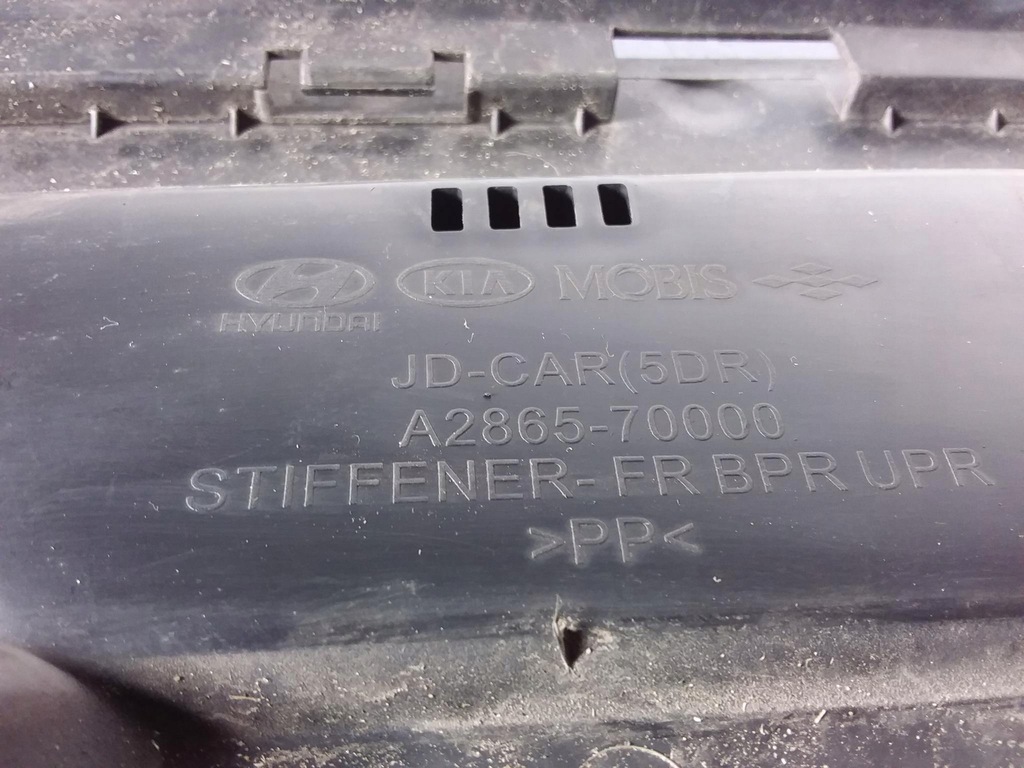 KIA MOBIS
HYUNDAI
JD-CAR(5DR)
A2865-70000
STIFFENER-FR BPR UPR
>PP<